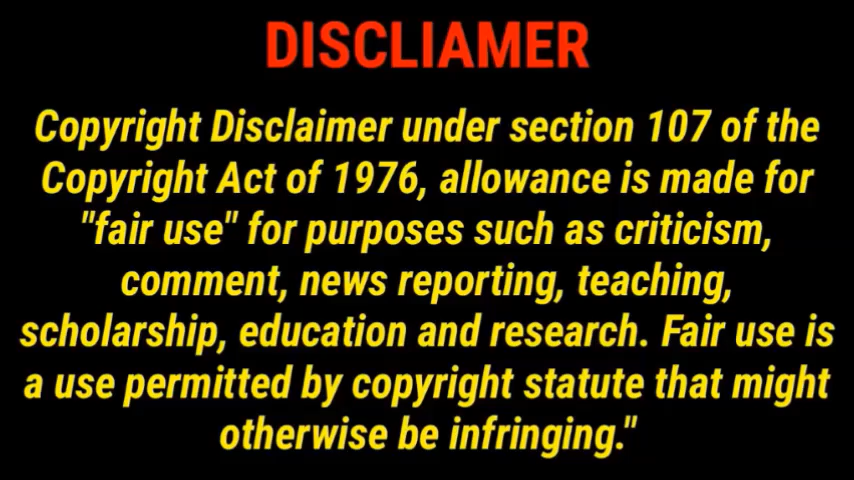 DISCLIAMER
Copyright Disclaimer under section 107 of the
Copyright Act of 1976, allowance is made for
"fair use" for purposes such as criticism,
comment, news reporting, teaching,
scholarship, education and research. Fair use is
a use permitted by copyright statute that might
otherwise be infringing."